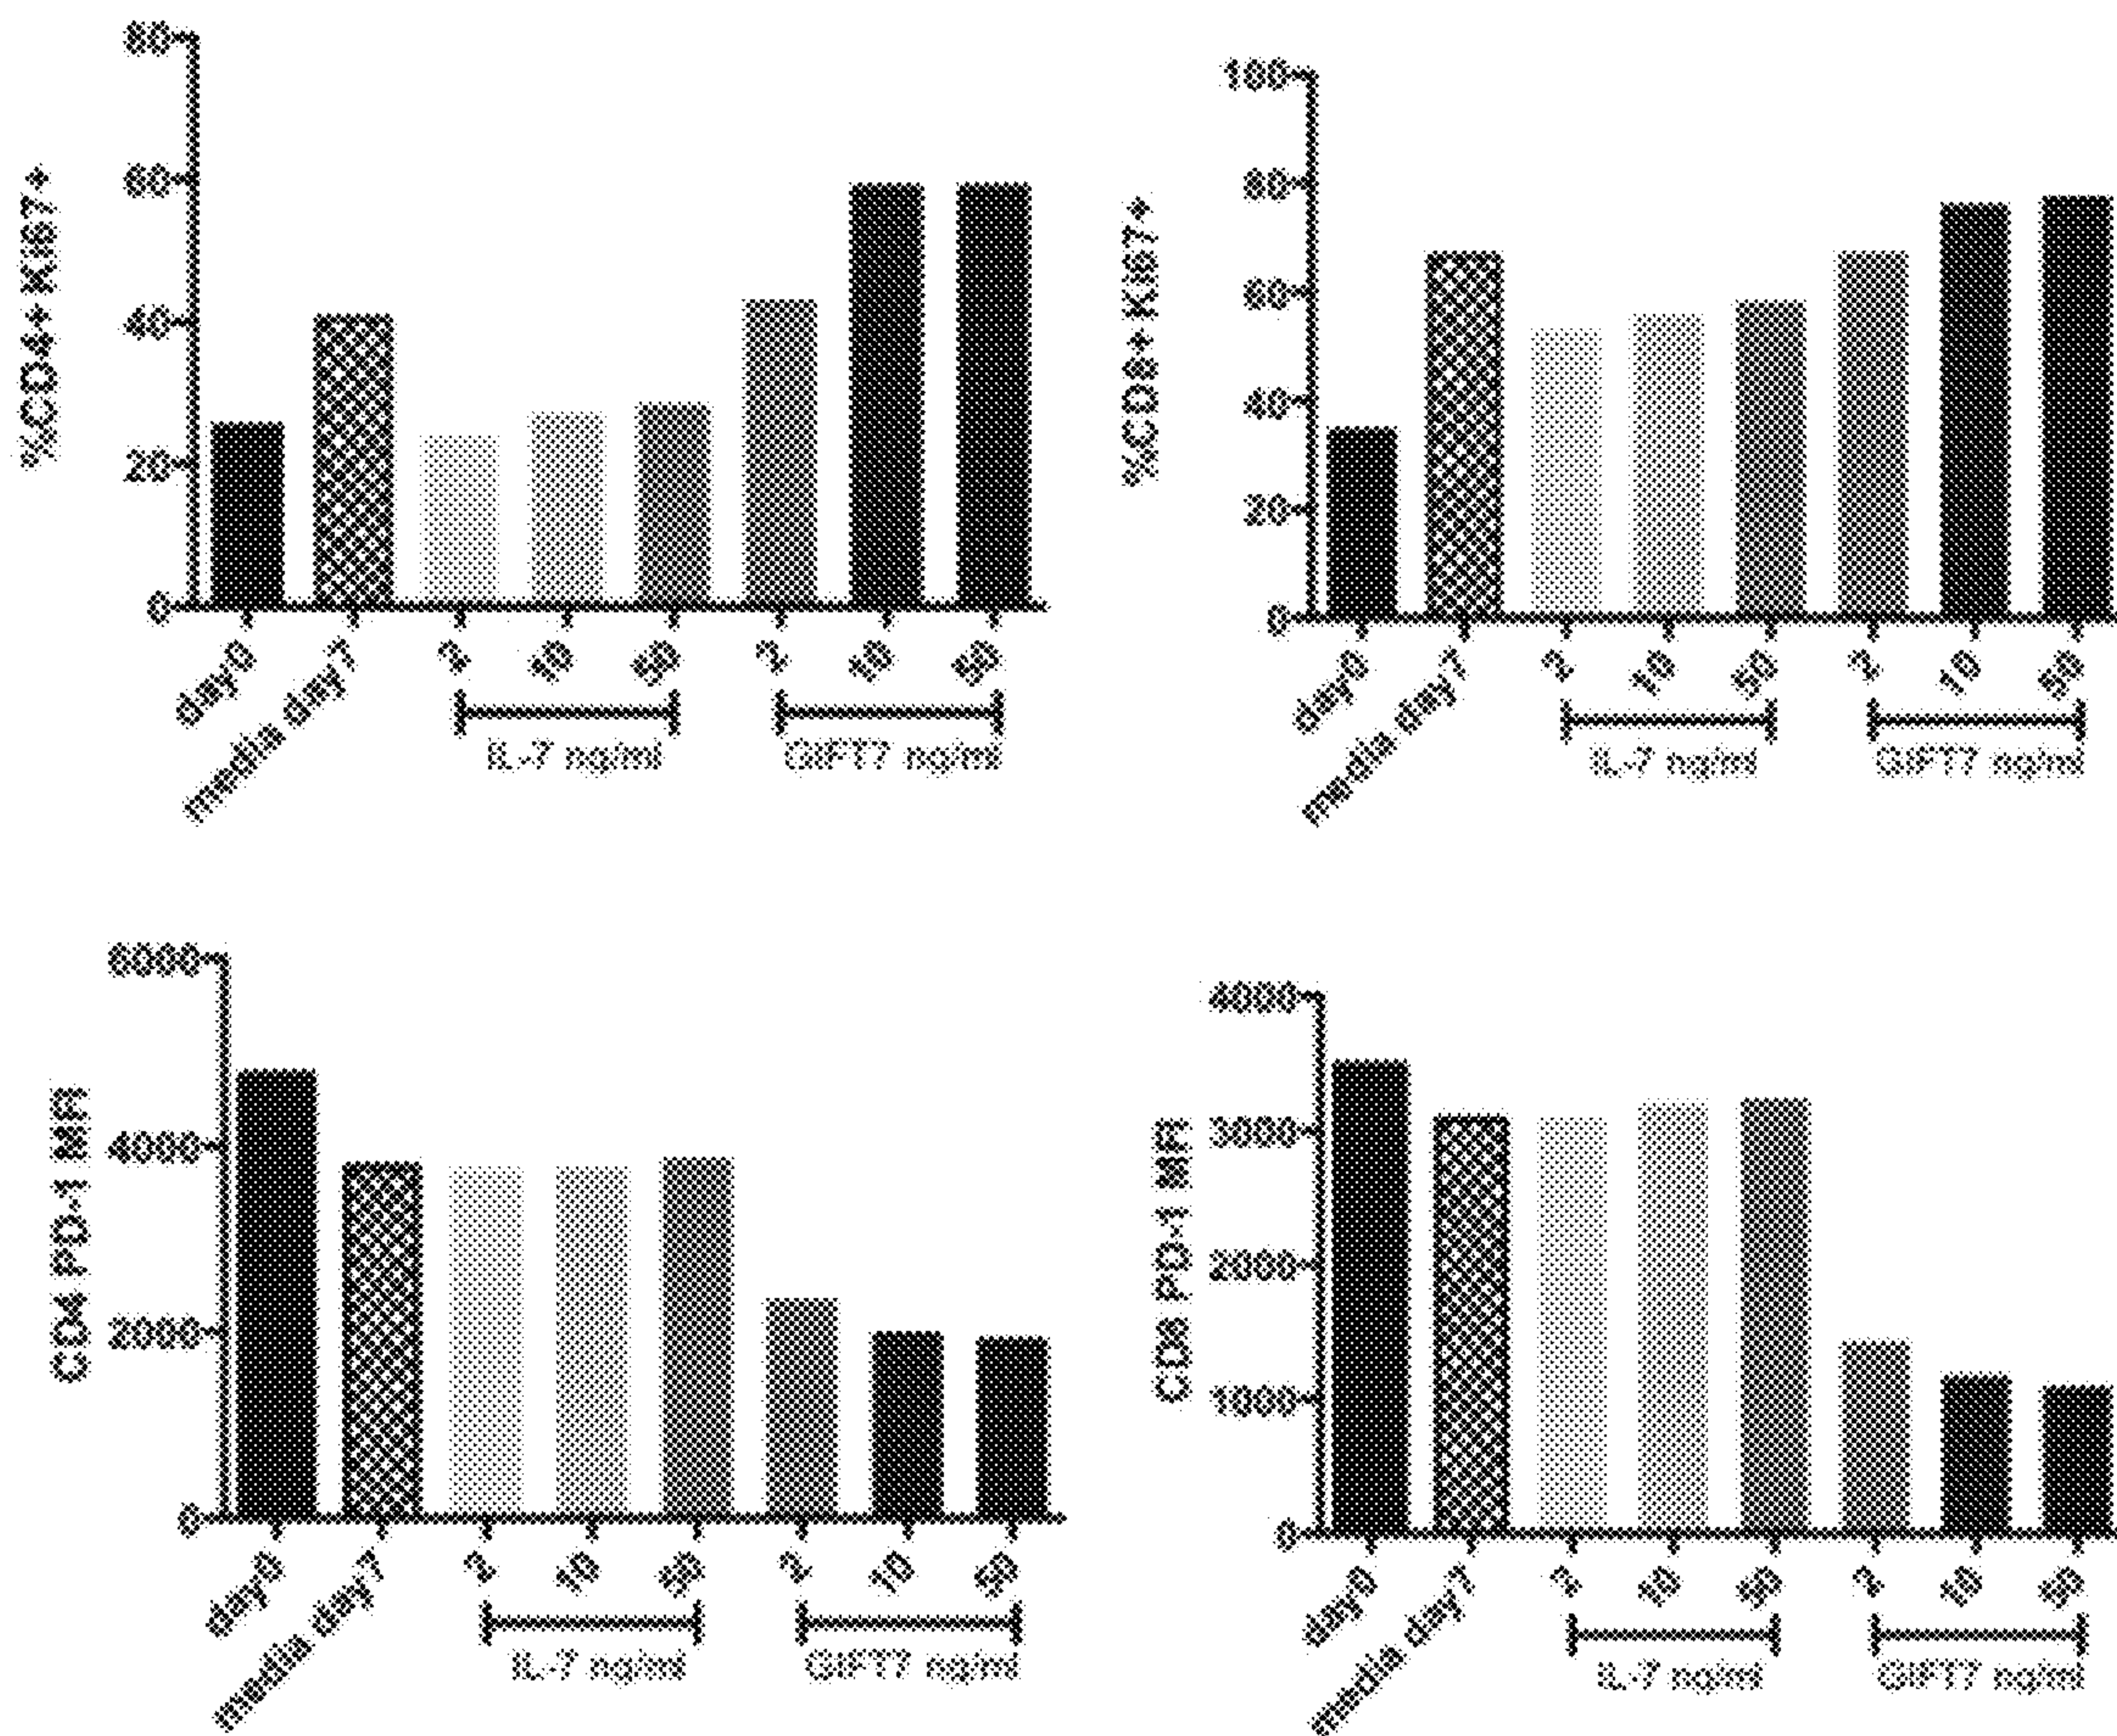 %CD4+ Ki67+
80
60
40
20
0
day0
media day7
2
10
50
2
10
50
IL-7 ng/ml
GIFT7 ng/ml
%CD8+ Ki67+
100
80
60
40
20
0
day0
media day7
2
10
50
2
10
50
IL-7 ng/ml
GIFT7 ng/ml
CD4 PD-1 MFI
6000
4000
2000
0
day0
media day7
2
10
50
2
10
50
IL-7 ng/ml
GIFT7 ng/ml
CD8 PD-1 MFI
4000
3000
2000
1000
0
day0
media day7
2
10
50
2
10
50
IL-7 ng/ml
GIFT7 ng/ml